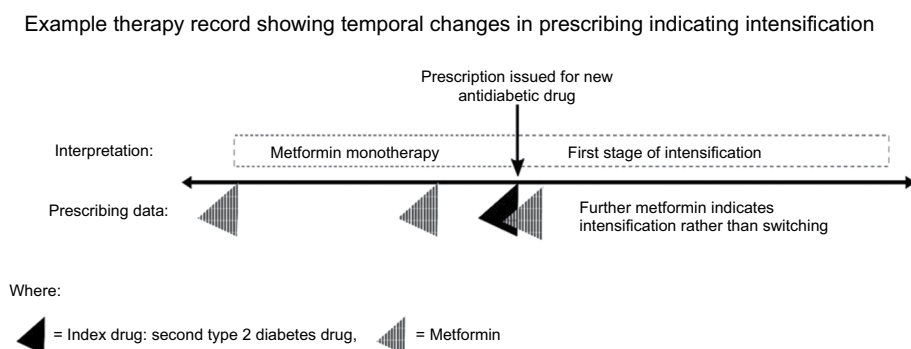 Example therapy record showing temporal changes in prescribing indicating intensification
Prescription issued for new
antidiabetic drug
Interpretation:
Metformin monotherapy
First stage of intensification
Prescribing data:
Further metformin indicates
intensification rather than switching
Where:
= Index drug: second type 2 diabetes drug,
= Metformin